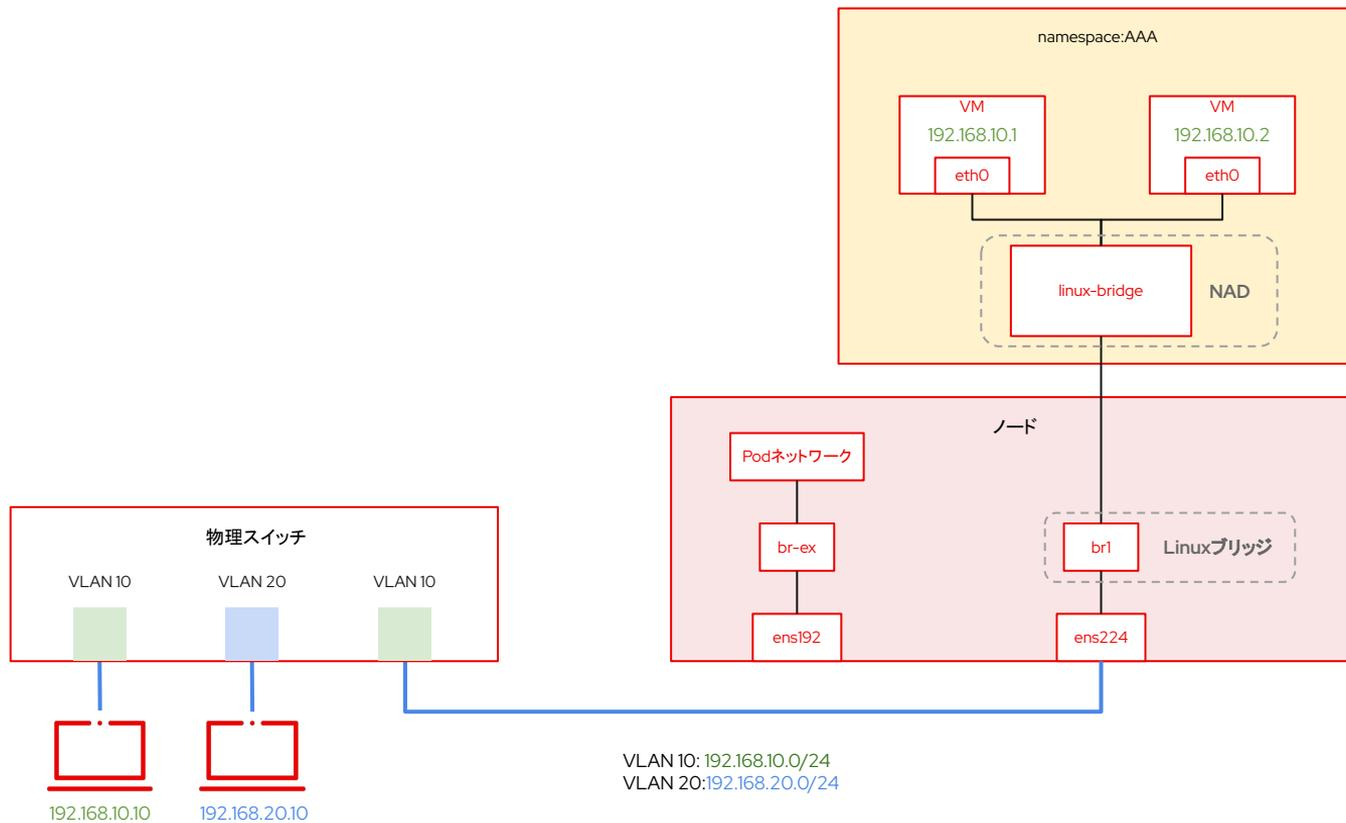 namespace:AAA
VM
192.168.10.1
eth0
VM
192.168.10.2
eth0
linux-bridge
NAD
ノード
Podネットワーク
br-ex
ens192
br1
Linuxブリッジ
ens224
物理スイッチ
VLAN 10
VLAN 20
VLAN 10
192.168.10.10
192.168.20.10
VLAN 10: 192.168.10.0/24
VLAN 20:192.168.20.0/24